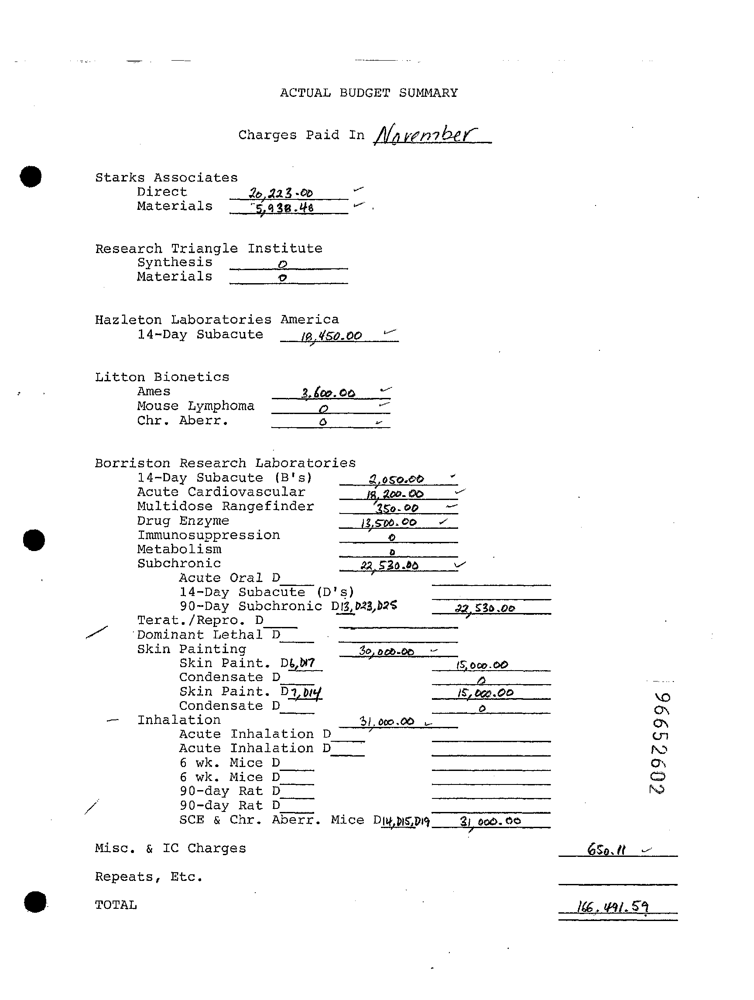 ACTUAL BUDGET SUMMARY
Charges Paid In November
Starks Associates
Direct 20,223.00
Materials 5,938.48
Research Triangle Institute
Synthesis 0
Materials 0
Hazleton Laboratories America
14-Day Subacute 18,450.00
Litton Bionetics
Ames 3,600.00
Mouse Lymphoma 0
Chr. Aberr. 0
Borriston Research Laboratories
14-Day Subacute (B's) 2,050.00
Acute Cardiovascular 18,200.00
Multidose Rangefinder 350.00
Drug Enzyme 13,500.00
Immunosuppression 0
Metabolism 0
Subchronic 22,530.00
Acute Oral D
14-Day Subacute (D's)
90-Day Subchronic D13,D23,D25 22,530.00
Terat./Repro. D
Dominant Lethal D
Skin Painting 30,000.00
Skin Paint. D6,D17 15,000.00
Condensate D 0
Skin Paint. D7,D14 15,000.00
Condensate D 0
Inhalation 31,000.00
Acute Inhalation D
Acute Inhalation D
6 wk. Mice D
6 wk. Mice D
90-day Rat D
90-day Rat D
SCE & Chr. Aberr. Mice D14,D15,D19 31,000.00
Misc. & IC Charges 650.11
Repeats, Etc.
TOTAL 166,491.59
96652602